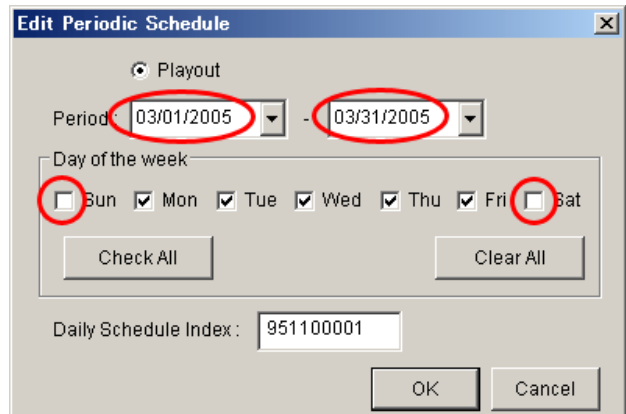 Edit Periodic Schedule
Playout
Period : 03/01/2005 - 03/31/2005
Day of the week
Sun Mon Tue Wed Thu Fri Sat
Check All Clear All
Daily Schedule Index : 951100001
OK Cancel